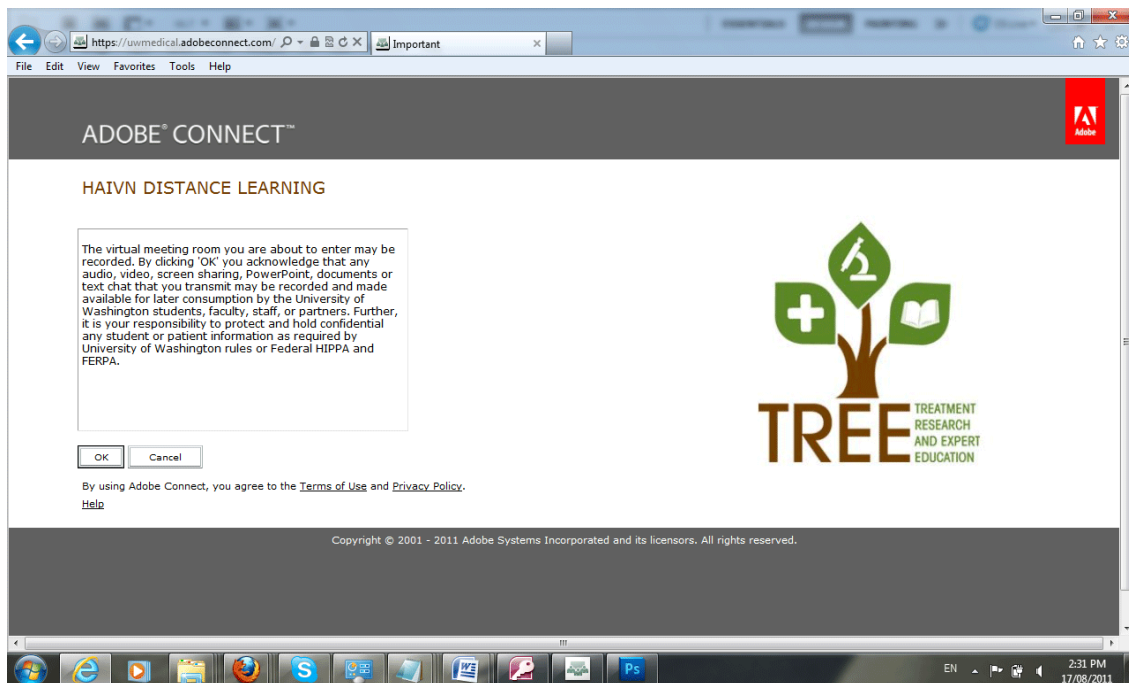 https://uwmedical.adobeconnect.com/
Important
File Edit View Favorites Tools Help
ADOBE® CONNECT™
Adobe
HAIVN DISTANCE LEARNING
The virtual meeting room you are about to enter may be
recorded. By clicking 'OK' you acknowledge that any
audio, video, screen sharing, PowerPoint, documents or
text chat that you transmit may be recorded and made
available for later consumption by the University of
Washington students, faculty, staff, or partners. Further,
it is your responsibility to protect and hold confidential
any student or patient information as required by
University of Washington rules or Federal HIPPA and
FERPA.
OK Cancel
By using Adobe Connect, you agree to the Terms of Use and Privacy Policy.
Help
TREE
TREATMENT
RESEARCH
AND EXPERT
EDUCATION
Copyright © 2001 - 2011 Adobe Systems Incorporated and its licensors. All rights reserved.
Ps
EN
2:31 PM
17/08/2011